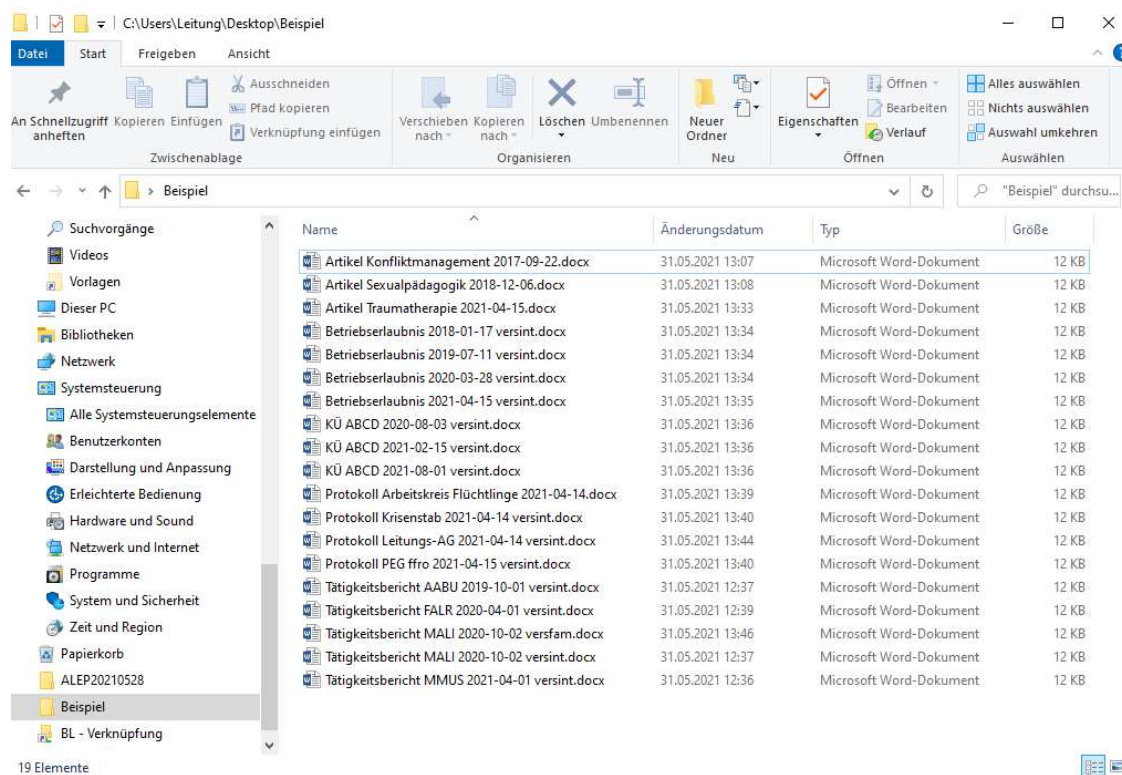 C:\Users\Leitung\Desktop\Beispiel
Datei Start Freigeben Ansicht
An Schnellzugriff anheften
Kopieren
Einfügen
Ausschneiden
Pfad kopieren
Verknüpfung einfügen
Verschieben nach
Kopieren nach
Löschen
Umbenennen
Neuer Ordner
Eigenschaften
Öffnen
Bearbeiten
Verlauf
Alles auswählen
Nichts auswählen
Auswahl umkehren
Zwischenablage Organisieren Neu Öffnen Auswählen
Beispiel
"Beispiel" durchsu...
Suchvorgänge
Videos
Vorlagen
Dieser PC
Bibliotheken
Netzwerk
Systemsteuerung
Alle Systemsteuerungselemente
Benutzerkonten
Darstellung und Anpassung
Erleichterte Bedienung
Hardware und Sound
Netzwerk und Internet
Programme
System und Sicherheit
Zeit und Region
Papierkorb
ALEP20210528
Beispiel
BL - Verknüpfung
Name Änderungsdatum Typ Größe
Artikel Konfliktmanagement 2017-09-22.docx 31.05.2021 13:07 Microsoft Word-Dokument 12 KB
Artikel Sexualpädagogik 2018-12-06.docx 31.05.2021 13:08 Microsoft Word-Dokument 12 KB
Artikel Traumatherapie 2021-04-15.docx 31.05.2021 13:33 Microsoft Word-Dokument 12 KB
Betriebserlaubnis 2018-01-17 versint.docx 31.05.2021 13:34 Microsoft Word-Dokument 12 KB
Betriebserlaubnis 2019-07-11 versint.docx 31.05.2021 13:34 Microsoft Word-Dokument 12 KB
Betriebserlaubnis 2020-03-28 versint.docx 31.05.2021 13:34 Microsoft Word-Dokument 12 KB
Betriebserlaubnis 2021-04-15 versint.docx 31.05.2021 13:35 Microsoft Word-Dokument 12 KB
KÜ ABCD 2020-08-03 versint.docx 31.05.2021 13:36 Microsoft Word-Dokument 12 KB
KÜ ABCD 2021-02-15 versint.docx 31.05.2021 13:36 Microsoft Word-Dokument 12 KB
KÜ ABCD 2021-08-01 versint.docx 31.05.2021 13:36 Microsoft Word-Dokument 12 KB
Protokoll Arbeitskreis Flüchtlinge 2021-04-14.docx 31.05.2021 13:39 Microsoft Word-Dokument 12 KB
Protokoll Krisenstab 2021-04-14 versint.docx 31.05.2021 13:40 Microsoft Word-Dokument 12 KB
Protokoll Leitungs-AG 2021-04-14 versint.docx 31.05.2021 13:44 Microsoft Word-Dokument 12 KB
Protokoll PEG ffro 2021-04-15 versint.docx 31.05.2021 13:40 Microsoft Word-Dokument 12 KB
Tätigkeitsbericht AABU 2019-10-01 versint.docx 31.05.2021 12:37 Microsoft Word-Dokument 12 KB
Tätigkeitsbericht FALR 2020-04-01 versint.docx 31.05.2021 12:39 Microsoft Word-Dokument 12 KB
Tätigkeitsbericht MALI 2020-10-02 versfam.docx 31.05.2021 13:46 Microsoft Word-Dokument 12 KB
Tätigkeitsbericht MALI 2020-10-02 versint.docx 31.05.2021 12:37 Microsoft Word-Dokument 12 KB
Tätigkeitsbericht MMUS 2021-04-01 versint.docx 31.05.2021 12:36 Microsoft Word-Dokument 12 KB
19 Elemente